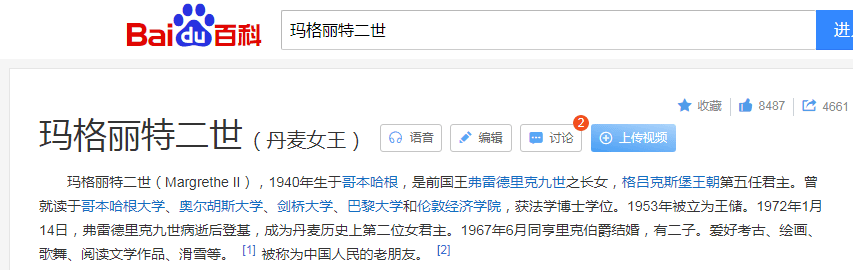 Bai du 百科
玛格丽特二世
进
收藏 8487 4661
玛格丽特二世（丹麦女王） 语音 编辑 讨论 2 上传视频
玛格丽特二世（Margrethe II），1940年生于哥本哈根，是前国王弗雷德里克九世之长女，格吕克斯堡王朝第五任君主。曾
就读于哥本哈根大学、奥尔胡斯大学、剑桥大学、巴黎大学和伦敦经济学院，获法学博士学位。1953年被立为王储。1972年1月
14日，弗雷德里克九世病逝后登基，成为丹麦历史上第二位女君主。1967年6月同亨里克伯爵结婚，有二子。爱好考古、绘画、
歌舞、阅读文学作品、滑雪等。 [1] 被称为中国人民的老朋友。 [2]